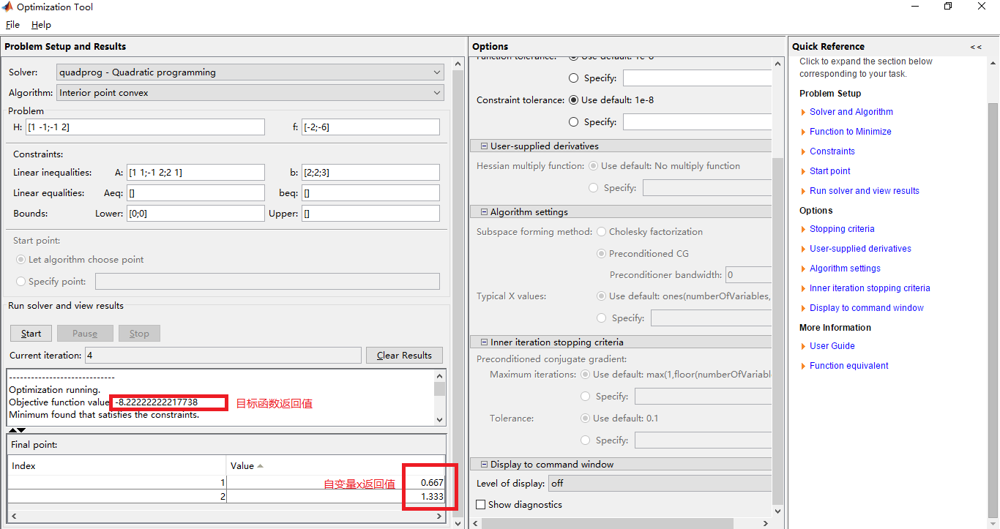 Optimization Tool
File Help
Problem Setup and Results
Solver: quadprog - Quadratic programming
Algorithm: Interior point convex
Problem
H: [1 -1;-1 2] f: [-2;-6]
Constraints:
Linear inequalities: A: [1 1;-1 2;2 1] b: [2;2;3]
Linear equalities: Aeq: [] beq: []
Bounds: Lower: [0;0] Upper: []
Start point:
Let algorithm choose point
Specify point:
Run solver and view results
Start Pause Stop
Current iteration: 4 Clear Results
-----------------------------
Optimization running.
Objective function value -8.22222222217738 目标函数返回值
Minimum found that satisfies the constraints.
Final point:
Index Value
自变量x返回值
1 0.667
2 1.333
Options
Function tolerance: Use default: 1e-8
Specify:
Constraint tolerance: Use default: 1e-8
Specify:
User-supplied derivatives
Hessian multiply function: Use default: No multiply function
Specify:
Algorithm settings
Subspace forming method: Cholesky factorization
Preconditioned CG
Preconditioner bandwidth: 0
Typical X values: Use default: ones(numberOfVariables,
Specify:
Inner iteration stopping criteria
Preconditioned conjugate gradient:
Maximum iterations: Use default: max(1,floor(numberOfVariabl
Specify:
Tolerance: Use default: 0.1
Specify:
Display to command window
Level of display: off
Show diagnostics
Quick Reference <<
Click to expand the section below
corresponding to your task.
Problem Setup
Solver and Algorithm
Function to Minimize
Constraints
Start point
Run solver and view results
Options
Stopping criteria
User-supplied derivatives
Algorithm settings
Inner iteration stopping criteria
Display to command window
More Information
User Guide
Function equivalent